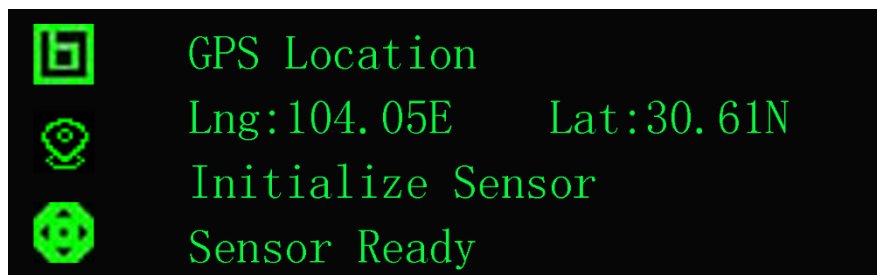 GPS Location
Lng:104.05E Lat:30.61N
Initialize Sensor
Sensor Ready